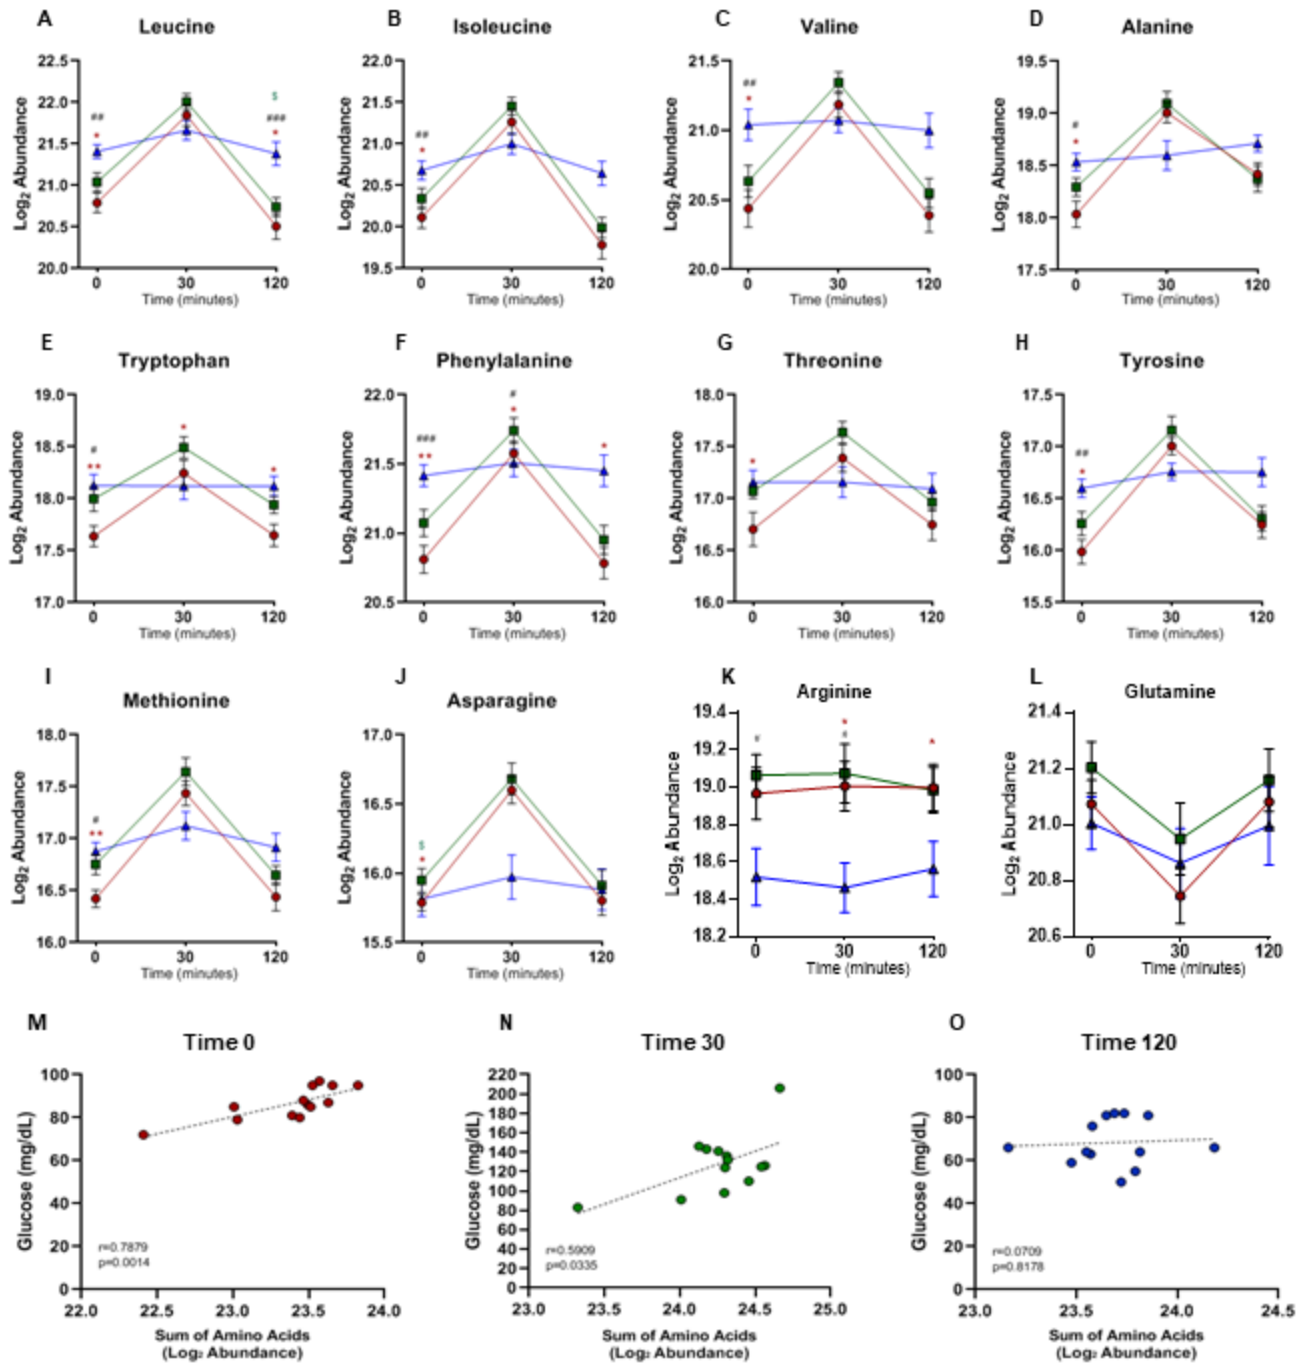 A Leucine
B Isoleucine
C Valine
D Alanine
22.5
22.0
21.5
21.0
20.5
20.0
Log₂ Abundance
##
*
$
###
*
0 30 120
Time (minutes)
22.0
21.5
21.0
20.5
20.0
19.5
Log₂ Abundance
##
*
0 30 120
Time (minutes)
21.5
21.0
20.5
20.0
Log₂ Abundance
##
*
0 30 120
Time (minutes)
19.5
19.0
18.5
18.0
17.5
Log₂ Abundance
#
*
0 30 120
Time (minutes)
E Tryptophan
F Phenylalanine
G Threonine
H Tyrosine
19.0
18.5
18.0
17.5
17.0
Log₂ Abundance
#
**
*
*
0 30 120
Time (minutes)
22.0
21.5
21.0
20.5
Log₂ Abundance
###
**
#
*
*
0 30 120
Time (minutes)
18.0
17.5
17.0
16.5
16.0
Log₂ Abundance
*
0 30 120
Time (minutes)
17.5
17.0
16.5
16.0
15.5
Log₂ Abundance
##
*
0 30 120
Time (minutes)
I Methionine
J Asparagine
K Arginine
L Glutamine
18.0
17.5
17.0
16.5
16.0
Log₂ Abundance
#
**
0 30 120
Time (minutes)
17.0
16.5
16.0
15.5
Log₂ Abundance
$
*
0 30 120
Time (minutes)
19.4
19.2
19.0
18.8
18.6
18.4
18.2
Log₂ Abundance
#
*
#
*
0 30 120
Time (minutes)
21.4
21.2
21.0
20.8
20.6
Log₂ Abundance
0 30 120
Time (minutes)
M Time 0
N Time 30
O Time 120
100
80
60
40
20
0
Glucose (mg/dL)
r=0.7879
p=0.0014
22.0 22.5 23.0 23.5 24.0
Sum of Amino Acids
(Log₂ Abundance)
220
200
180
160
140
120
100
80
60
40
20
0
Glucose (mg/dL)
r=0.5909
p=0.0335
23.0 23.5 24.0 24.5 25.0
Sum of Amino Acids
(Log₂ Abundance)
100
80
60
40
20
0
Glucose (mg/dL)
r=0.0709
p=0.8178
23.0 23.5 24.0 24.5
Sum of Amino Acids
(Log₂ Abundance)